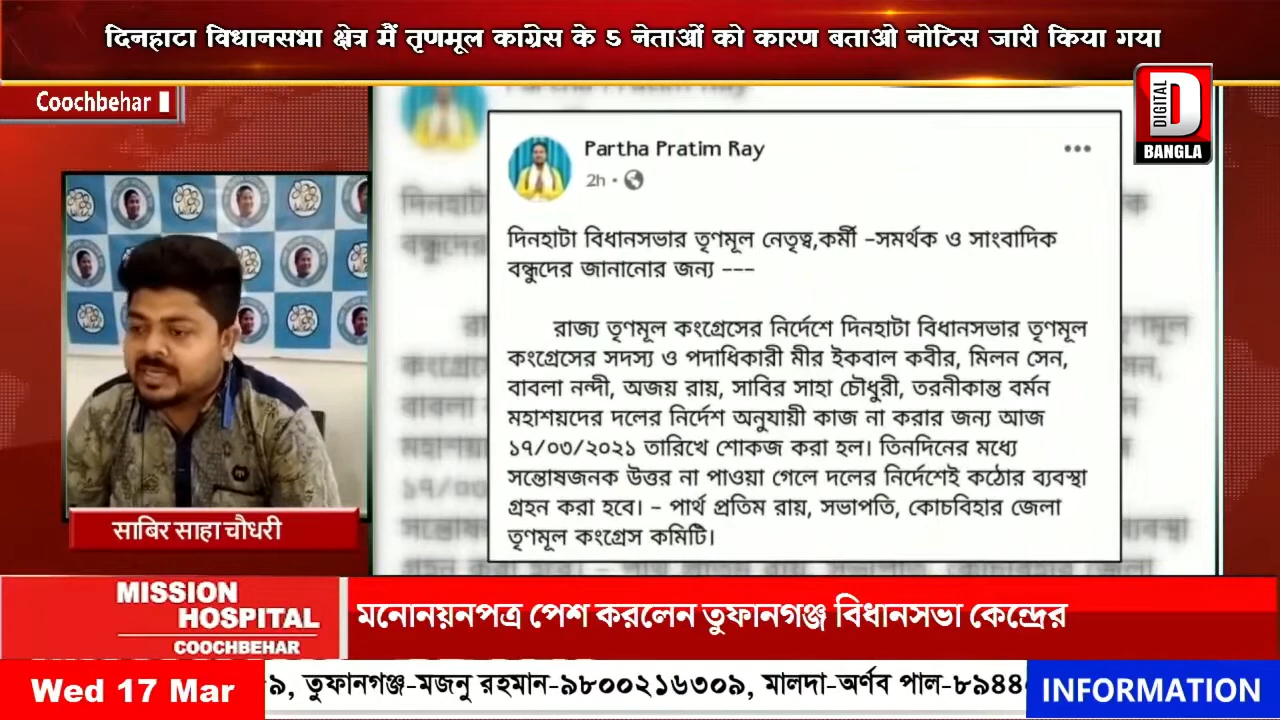 दिनहाटा विधानसभा क्षेत्र में तृणमूल कांग्रेस के 5 नेताओं को कारण बताओ नोटिस जारी किया गया
Coochbehar
DIGITAL
D
BANGLA
Partha Pratim Ray
2h
দিনহাটা বিধানসভার তৃণমূল নেতৃত্ব,কর্মী -সমর্থক ও সাংবাদিক
বন্ধুদের জানানোর জন্য ---
রাজ্য তৃণমূল কংগ্রেসের নির্দেশে দিনহাটা বিধানসভার তৃণমূল
কংগ্রেসের সদস্য ও পদাধিকারী মীর ইকবাল কবীর, মিলন সেন,
বাবলা নন্দী, অজয় রায়, সাবির সাহা চৌধুরী, তরনীকান্ত বর্মন
মহাশয়দের দলের নির্দেশ অনুযায়ী কাজ না করার জন্য আজ
১৭/০৩/২০২১ তারিখে শোকজ করা হল। তিনদিনের মধ্যে
সন্তোষজনক উত্তর না পাওয়া গেলে দলের নির্দেশেই কঠোর ব্যবস্থা
গ্রহন করা হবে। - পার্থ প্রতিম রায়, সভাপতি, কোচবিহার জেলা
তৃণমূল কংগ্রেস কমিটি।
সাবির সাহা চৌধরী
MISSION
HOSPITAL
COOCHBEHAR
মনোনয়নপত্র পেশ করলেন তুফানগঞ্জ বিধানসভা কেন্দ্রের
Wed 17 Mar
৯, তুফানগঞ্জ-মজনু রহমান-৯৮০০২১৬৩০৯, মালদা-অর্ণব পাল-৮৯৪৪
INFORMATION